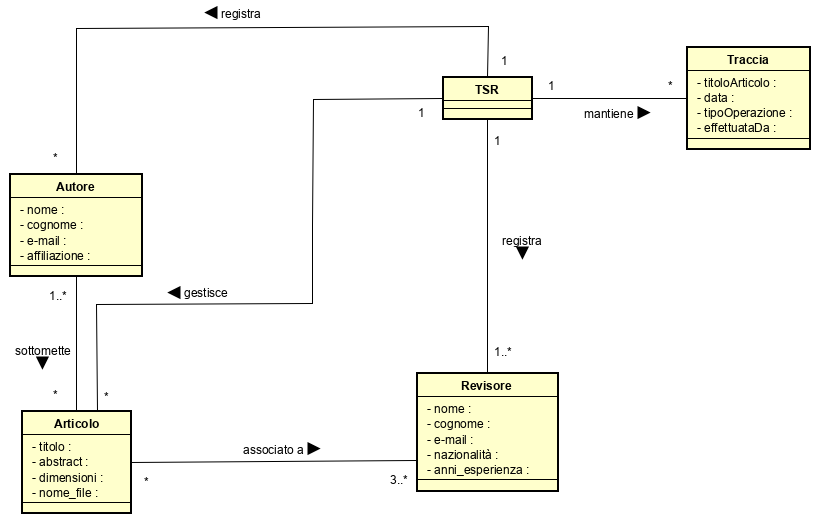 registra
1
TSR
1
*
Traccia
- titoloArticolo :
- data :
- tipoOperazione :
- effettuataDa :
mantiene
1
1
*
Autore
- nome :
- cognome :
- e-mail :
- affiliazione :
registra
1..*
gestisce
sottomette
1..*
*
*
Articolo
- titolo :
- abstract :
- dimensioni :
- nome_file :
associato a
*
3..*
Revisore
- nome :
- cognome :
- e-mail :
- nazionalità :
- anni_esperienza :